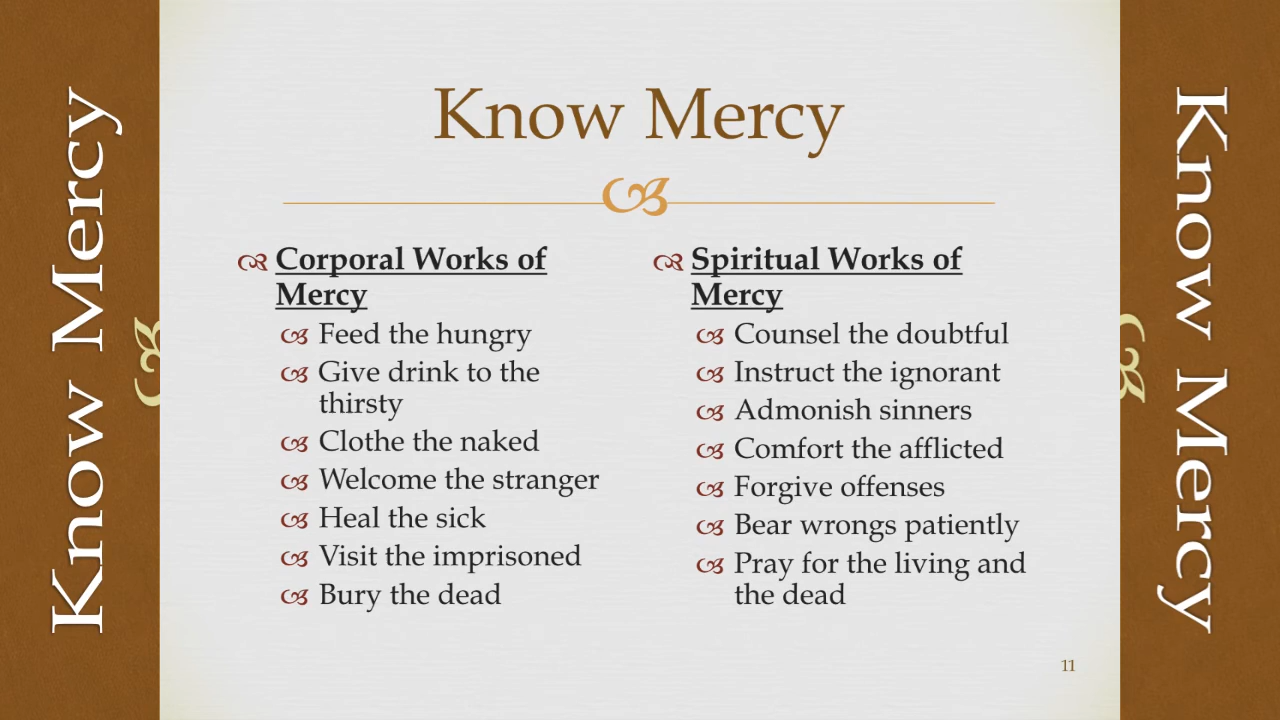 Know Mercy
Know Mercy
Corporal Works of
Mercy
Feed the hungry
Give drink to the
thirsty
Clothe the naked
Welcome the stranger
Heal the sick
Visit the imprisoned
Bury the dead
Spiritual Works of
Mercy
Counsel the doubtful
Instruct the ignorant
Admonish sinners
Comfort the afflicted
Forgive offenses
Bear wrongs patiently
Pray for the living and
the dead
11
Know Mercy